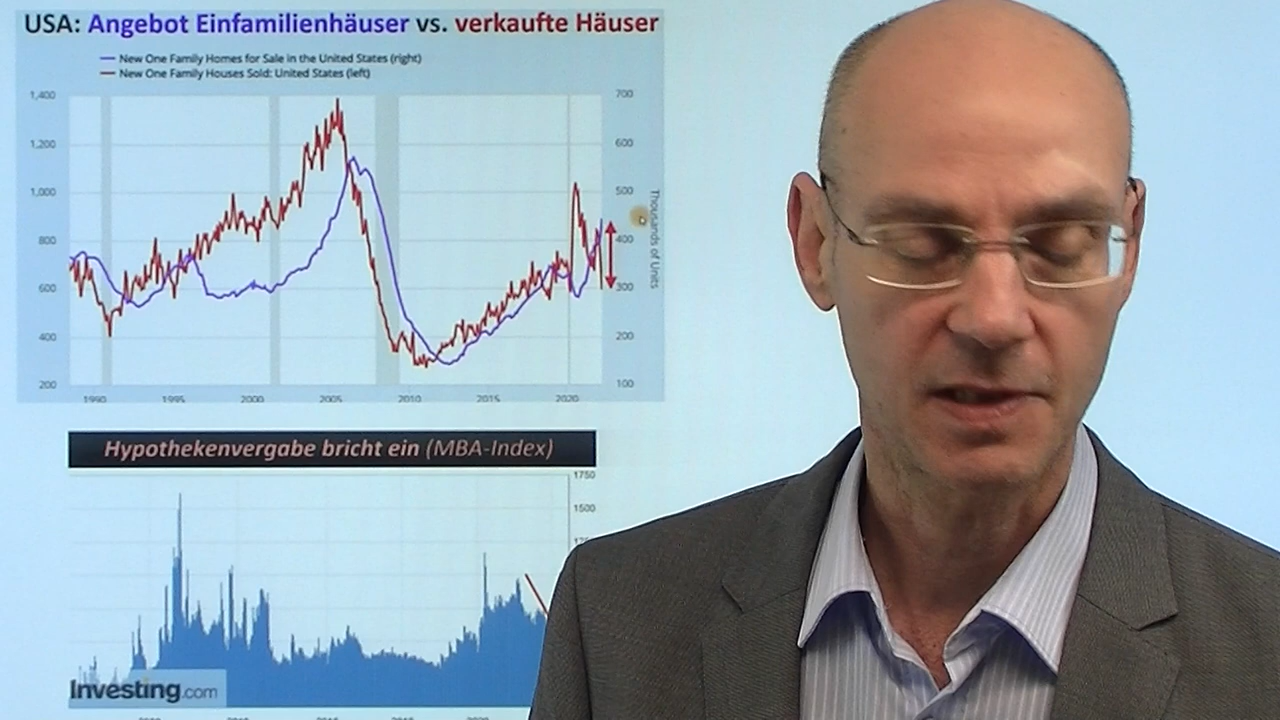 USA: Angebot Einfamilienhäuser vs. verkaufte Häuser
New One Family Homes for Sale in the United States (right)
New One Family Houses Sold: United States (left)
1,400
1,200
1,000
800
600
400
200
700
600
500
400
300
200
100
Thousands of Units
1990 1995 2000 2005 2010 2015 2020
Hypothekenvergabe bricht ein (MBA-Index)
1750
1500
Investing.com